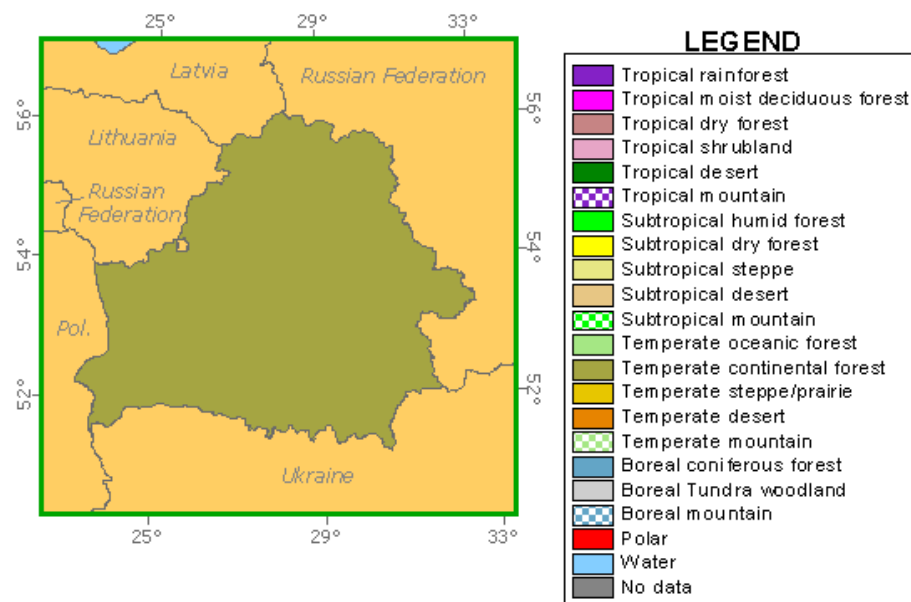 25° 29° 33°
Latvia
Russian Federation
56° 56°
Lithuania
Russian
Federation
54° 54°
Pol.
52° 52°
Ukraine
25° 29° 33°
LEGEND
Tropical rainforest
Tropical moist deciduous forest
Tropical dry forest
Tropical shrubland
Tropical desert
Tropical mountain
Subtropical humid forest
Subtropical dry forest
Subtropical steppe
Subtropical desert
Subtropical mountain
Temperate oceanic forest
Temperate continental forest
Temperate steppe/prairie
Temperate desert
Temperate mountain
Boreal coniferous forest
Boreal Tundra woodland
Boreal mountain
Polar
Water
No data